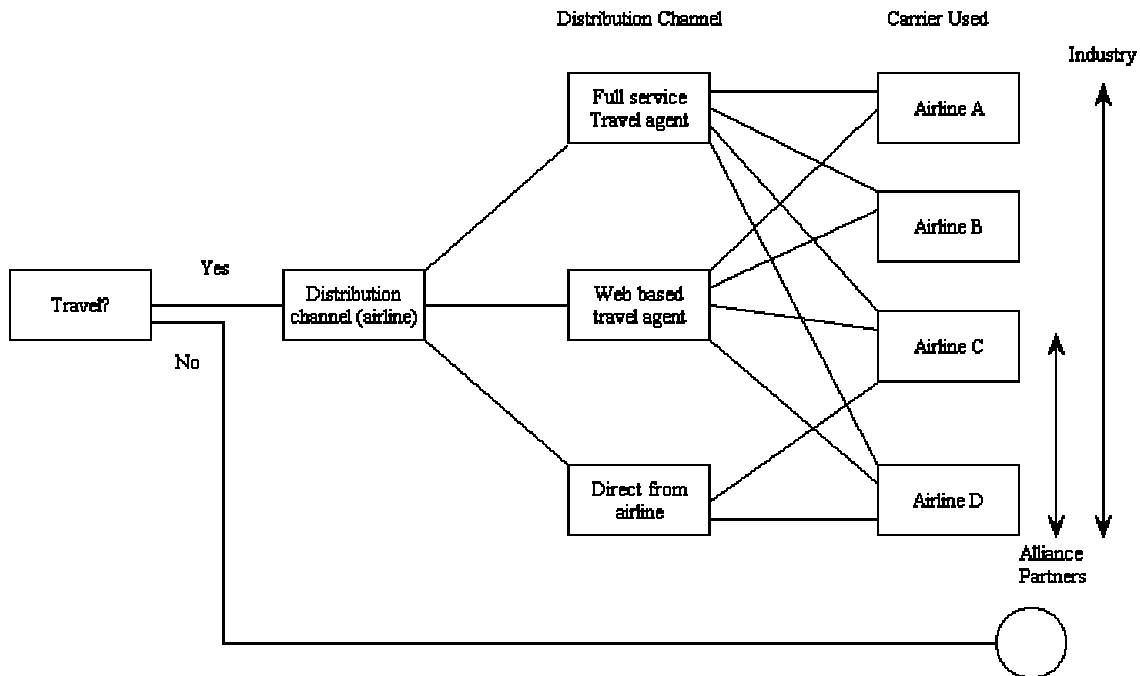 Distribution Channel
Carrier Used
Industry
Full service
Travel agent
Airline A
Airline B
Yes
Travel?
Distribution
channel (airline)
Web based
travel agent
Airline C
No
Direct from
airline
Airline D
Alliance
Partners